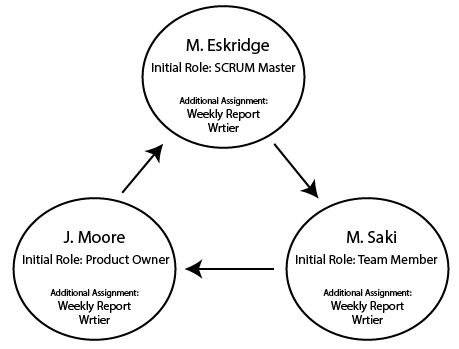 M. Eskridge
Initial Role: SCRUM Master
Additional Assignment:
Weekly Report
Wrtier
J. Moore
Initial Role: Product Owner
Additional Assignment:
Weekly Report
Wrtier
M. Saki
Initial Role: Team Member
Additional Assignment:
Weekly Report
Wrtier